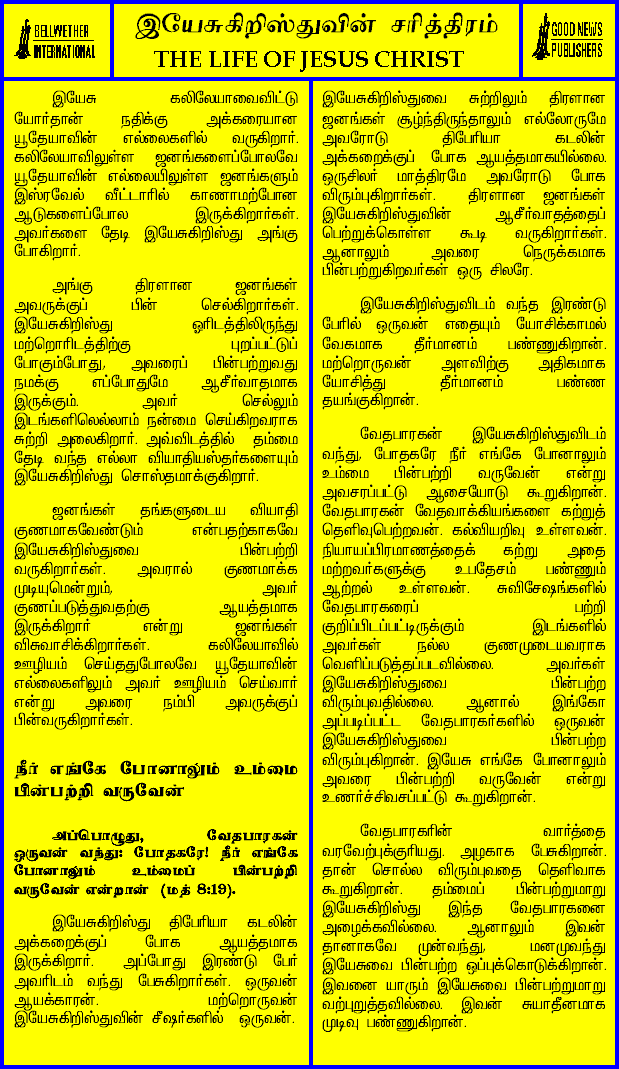 BELLWETHER
INTERNATIONAL
இயேசுகிறிஸ்துவின் சரித்திரம்
THE LIFE OF JESUS CHRIST
GOOD NEWS
PUBLISHERS
இயேசு கலிலேயாவைவிட்டு
யோர்தான் நதிக்கு அக்கரையான
யூதேயாவின் எல்லைகளில் வருகிறார்.
கலிலேயாவிலுள்ள ஜனங்களைப்போலவே
யூதேயாவின் எல்லையிலுள்ள ஜனங்களும்
இஸ்ரவேல் வீட்டாரில் காணாமற்போன
ஆடுகளைப்போல இருக்கிறார்கள்.
அவர்களை தேடி இயேசுகிறிஸ்து அங்கு
போகிறார்.
அங்கு திரளான ஜனங்கள்
அவருக்குப் பின் செல்கிறார்கள்.
இயேசுகிறிஸ்து ஓரிடத்திலிருந்து
மற்றொரிடத்திற்கு புறப்பட்டுப்
போகும்போது, அவரைப் பின்பற்றுவது
நமக்கு எப்போதுமே ஆசீர்வாதமாக
இருக்கும். அவர் செல்லும்
இடங்களிலெல்லாம் நன்மை செய்கிறவராக
சுற்றி அலைகிறார். அவ்விடத்தில் தம்மை
தேடி வந்த எல்லா வியாதியஸ்தர்களையும்
இயேசுகிறிஸ்து சொஸ்தமாக்குகிறார்.
ஜனங்கள் தங்களுடைய வியாதி
குணமாகவேண்டும் என்பதற்காகவே
இயேசுகிறிஸ்துவை பின்பற்றி
வருகிறார்கள். அவரால் குணமாக்க
முடியுமென்றும், அவர்
குணப்படுத்துவதற்கு ஆயத்தமாக
இருக்கிறார் என்று ஜனங்கள்
விசுவாசிக்கிறார்கள். கலிலேயாவில்
ஊழியம் செய்ததுபோலவே யூதேயாவின்
எல்லைகளிலும் அவர் ஊழியம் செய்வார்
என்று அவரை நம்பி அவருக்குப்
பின்வருகிறார்கள்.
நீர் எங்கே போனாலும் உம்மை
பின்பற்றி வருவேன்
அப்பொழுது, வேதபாரகன்
ஒருவன் வந்து: போதகரே! நீர் எங்கே
போனாலும் உம்மைப் பின்பற்றி
வருவேன் என்றான் (மத் 8:19).
இயேசுகிறிஸ்து திபேரியா கடலின்
அக்கறைக்குப் போக ஆயத்தமாக
இருக்கிறார். அப்போது இரண்டு பேர்
அவரிடம் வந்து பேசுகிறார்கள். ஒருவன்
ஆயக்காரன். மற்றொருவன்
இயேசுகிறிஸ்துவின் சீஷர்களில் ஒருவன்.
இயேசுகிறிஸ்துவை சுற்றிலும் திரளான
ஜனங்கள் சூழ்ந்திருந்தாலும் எல்லோருமே
அவரோடு திபேரியா கடலின்
அக்கறைக்குப் போக ஆயத்தமாகயில்லை.
ஒருசிலர் மாத்திரமே அவரோடு போக
விரும்புகிறார்கள். திரளான ஜனங்கள்
இயேசுகிறிஸ்துவின் ஆசீர்வாதத்தைப்
பெற்றுக்கொள்ள கூடி வருகிறார்கள்.
ஆனாலும் அவரை நெருக்கமாக
பின்பற்றுகிறவர்கள் ஒரு சிலரே.
இயேசுகிறிஸ்துவிடம் வந்த இரண்டு
பேரில் ஒருவன் எதையும் யோசிக்காமல்
வேகமாக தீர்மானம் பண்ணுகிறான்.
மற்றொருவன் அளவிற்கு அதிகமாக
யோசித்து தீர்மானம் பண்ண
தயங்குகிறான்.
வேதபாரகன் இயேசுகிறிஸ்துவிடம்
வந்து, போதகரே நீர் எங்கே போனாலும்
உம்மை பின்பற்றி வருவேன் என்று
அவசரப்பட்டு ஆசையோடு கூறுகிறான்.
வேதபாரகன் வேதவாக்கியங்களை கற்றுத்
தெளிவுபெற்றவன். கல்வியறிவு உள்ளவன்.
நியாயப்பிரமாணத்தைக் கற்று அதை
மற்றவர்களுக்கு உபதேசம் பண்ணும்
ஆற்றல் உள்ளவன். சுவிசேஷங்களில்
வேதபாரகரைப் பற்றி
குறிப்பிடப்பட்டிருக்கும் இடங்களில்
அவர்கள் நல்ல குணமுடையவராக
வெளிப்படுத்தப்படவில்லை. அவர்கள்
இயேசுகிறிஸ்துவை பின்பற்ற
விரும்புவதில்லை. ஆனால் இங்கோ
அப்படிப்பட்ட வேதபாரகர்களில் ஒருவன்
இயேசுகிறிஸ்துவை பின்பற்ற
விரும்புகிறான். இயேசு எங்கே போனாலும்
அவரை பின்பற்றி வருவேன் என்று
உணர்ச்சிவசப்பட்டு கூறுகிறான்.
வேதபாரகரின் வார்த்தை
வரவேற்புக்குரியது. அழகாக பேசுகிறான்.
தான் சொல்ல விரும்புவதை தெளிவாக
கூறுகிறான். தம்மைப் பின்பற்றுமாறு
இயேசுகிறிஸ்து இந்த வேதபாரகனை
அழைக்கவில்லை. ஆனாலும் இவன்
தானாகவே முன்வந்து, மனமுவந்து
இயேசுவை பின்பற்ற ஒப்புக்கொடுக்கிறான்.
இவனை யாரும் இயேசுவை பின்பற்றுமாறு
வற்புறுத்தவில்லை. இவன் சுயாதீனமாக
முடிவு பண்ணுகிறான்.